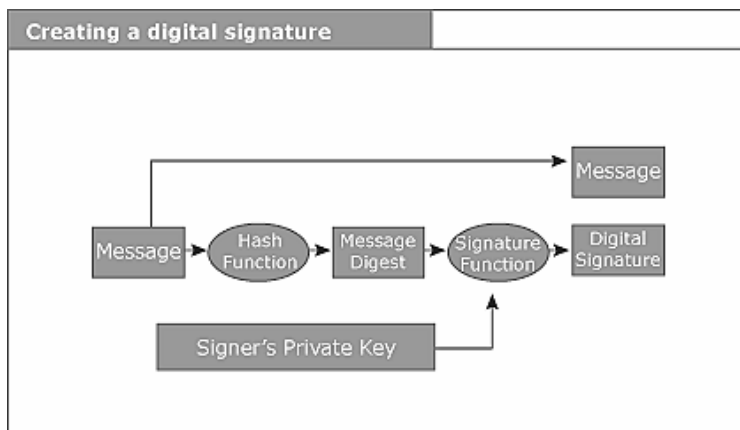 Creating a digital signature
Message
Message
Hash
Function
Message
Digest
Signature
Function
Digital
Signature
Signer's Private Key